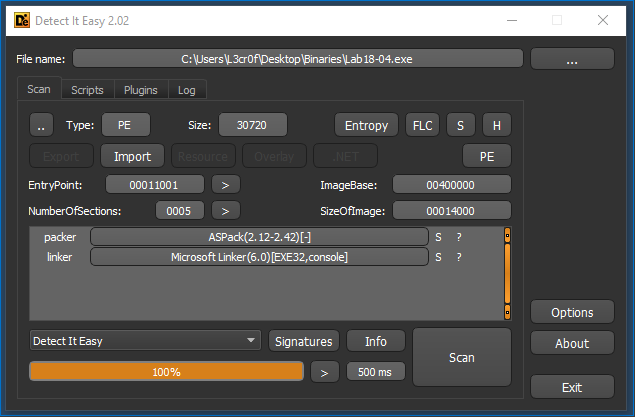 Detect It Easy 2.02
File name: C:\Users\L3cr0f\Desktop\Binaries\Lab18-04.exe ...
Scan Scripts Plugins Log
.. Type: PE Size: 30720 Entropy FLC S H
Export Import Resource Overlay .NET PE
EntryPoint: 00011001 > ImageBase: 00400000
NumberOfSections: 0005 > SizeOfImage: 00014000
packer ASPack(2.12-2.42)[-] S ?
linker Microsoft Linker(6.0)[EXE32,console] S ?
Options
Detect It Easy Signatures Info Scan About
100% > 500 ms
Exit